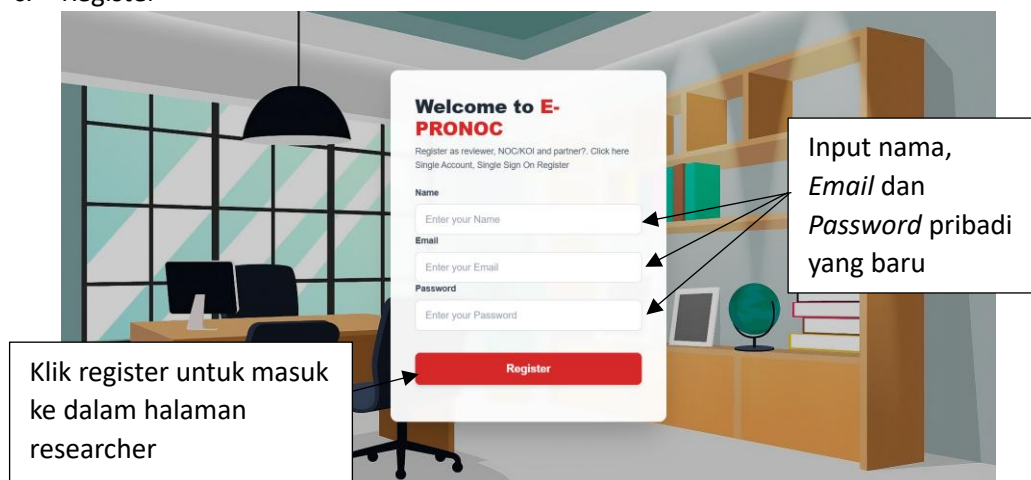 Register
Welcome to E-
PRONOC
Register as reviewer, NOC/KOI and partner?. Click here
Single Account, Single Sign On Register
Name
Enter your Name
Email
Enter your Email
Password
Enter your Password
Register
Input nama,
Email dan
Password pribadi
yang baru
Klik register untuk masuk
ke dalam halaman
researcher